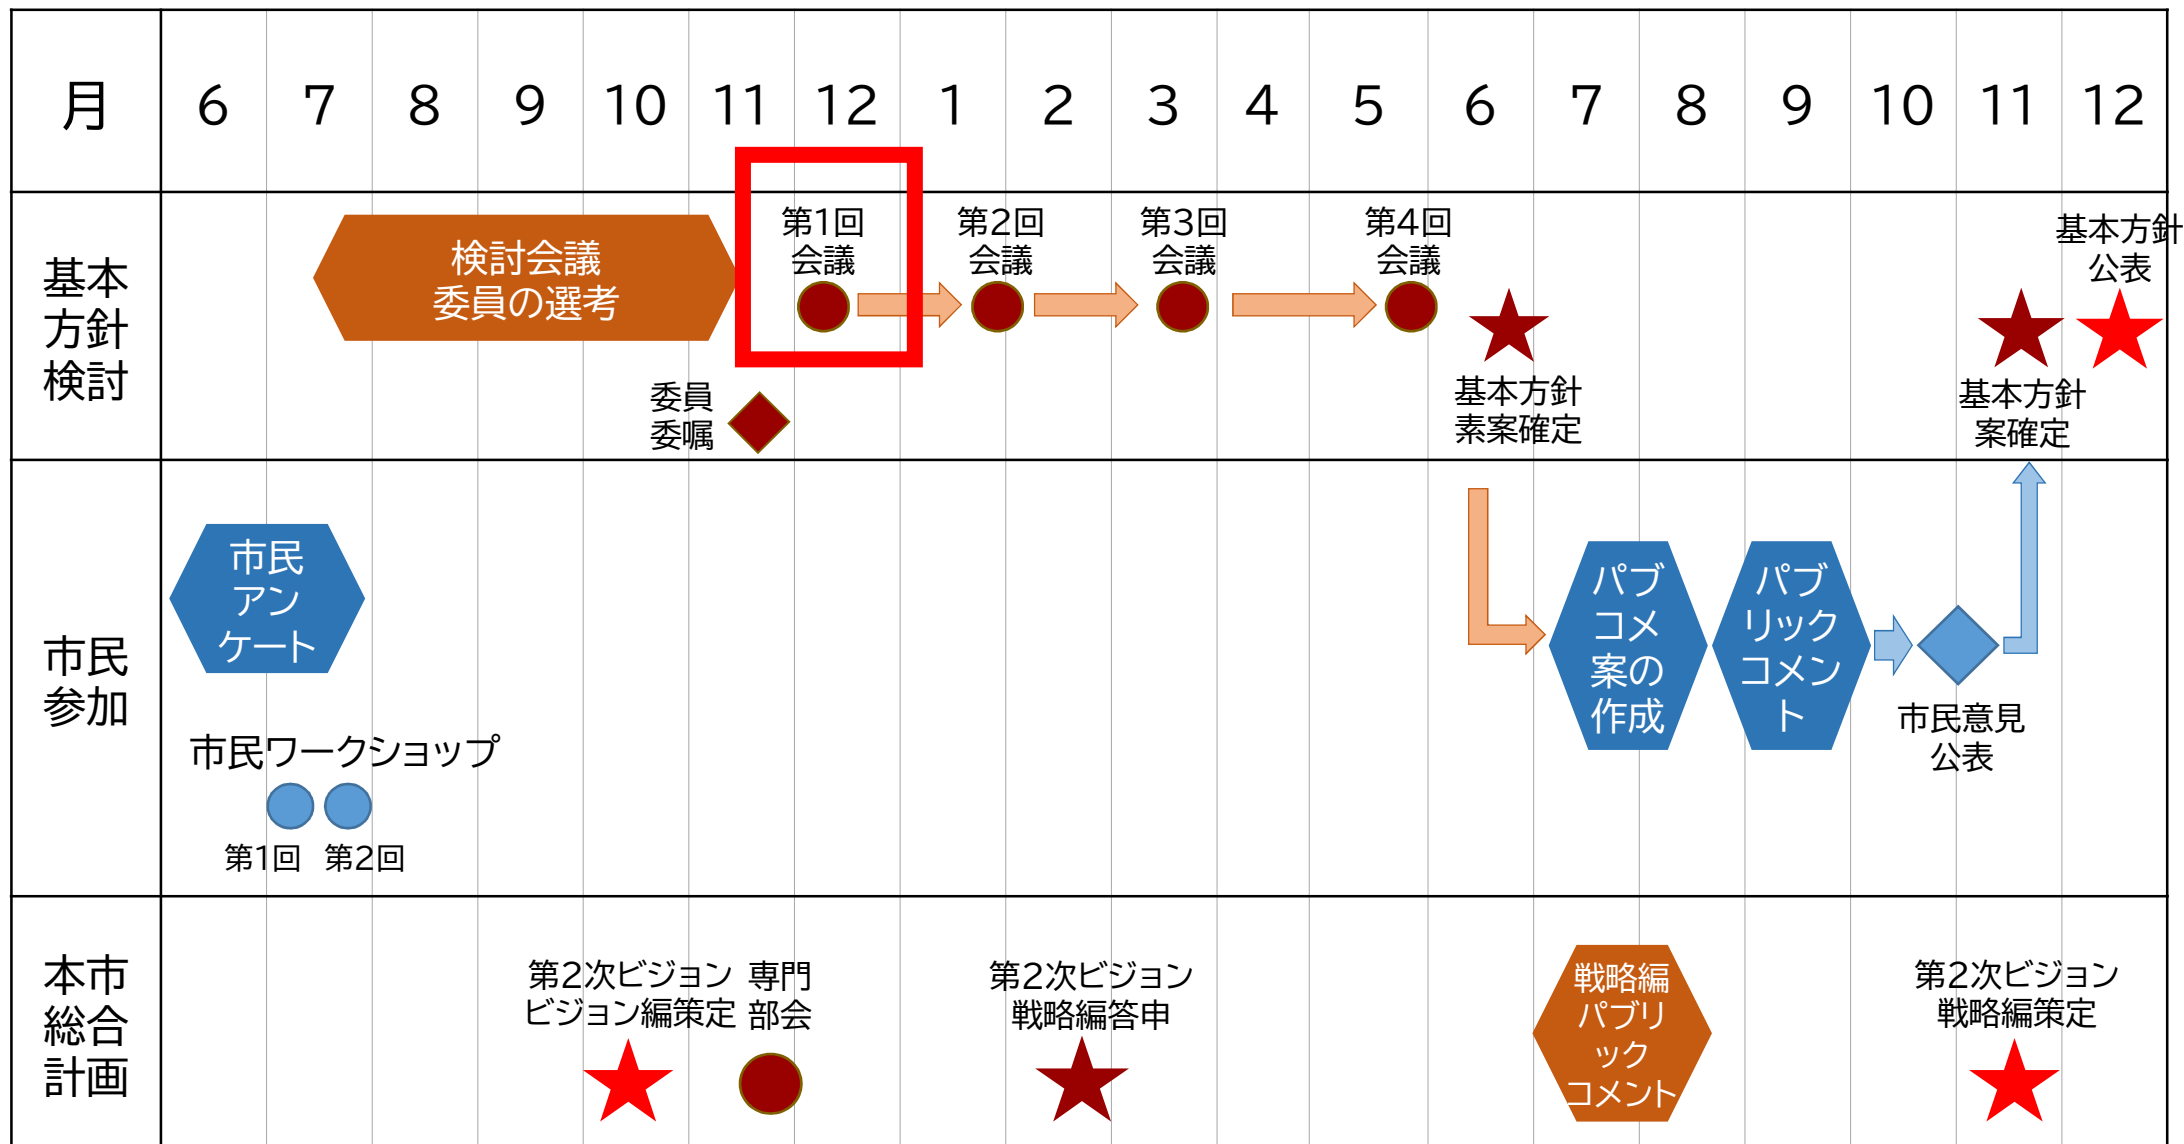 月 6 7 8 9 10 11 12 1 2 3 4 5 6 7 8 9 10 11 12
基本
方針
検討
検討会議
委員の選考
第1回
会議
第2回
会議
第3回
会議
第4回
会議
基本方針
公表
委員
委嘱
基本方針
素案確定
基本方針
案確定
市民
参加
市民
アン
ケート
パブ
コメ
案の
作成
パブ
リック
コメン
ト
市民意見
公表
市民ワークショップ
第1回 第2回
本市
総合
計画
第2次ビジョン
ビジョン編策定
専門
部会
第2次ビジョン
戦略編答申
戦略編
パブリ
ック
コメント
第2次ビジョン
戦略編策定